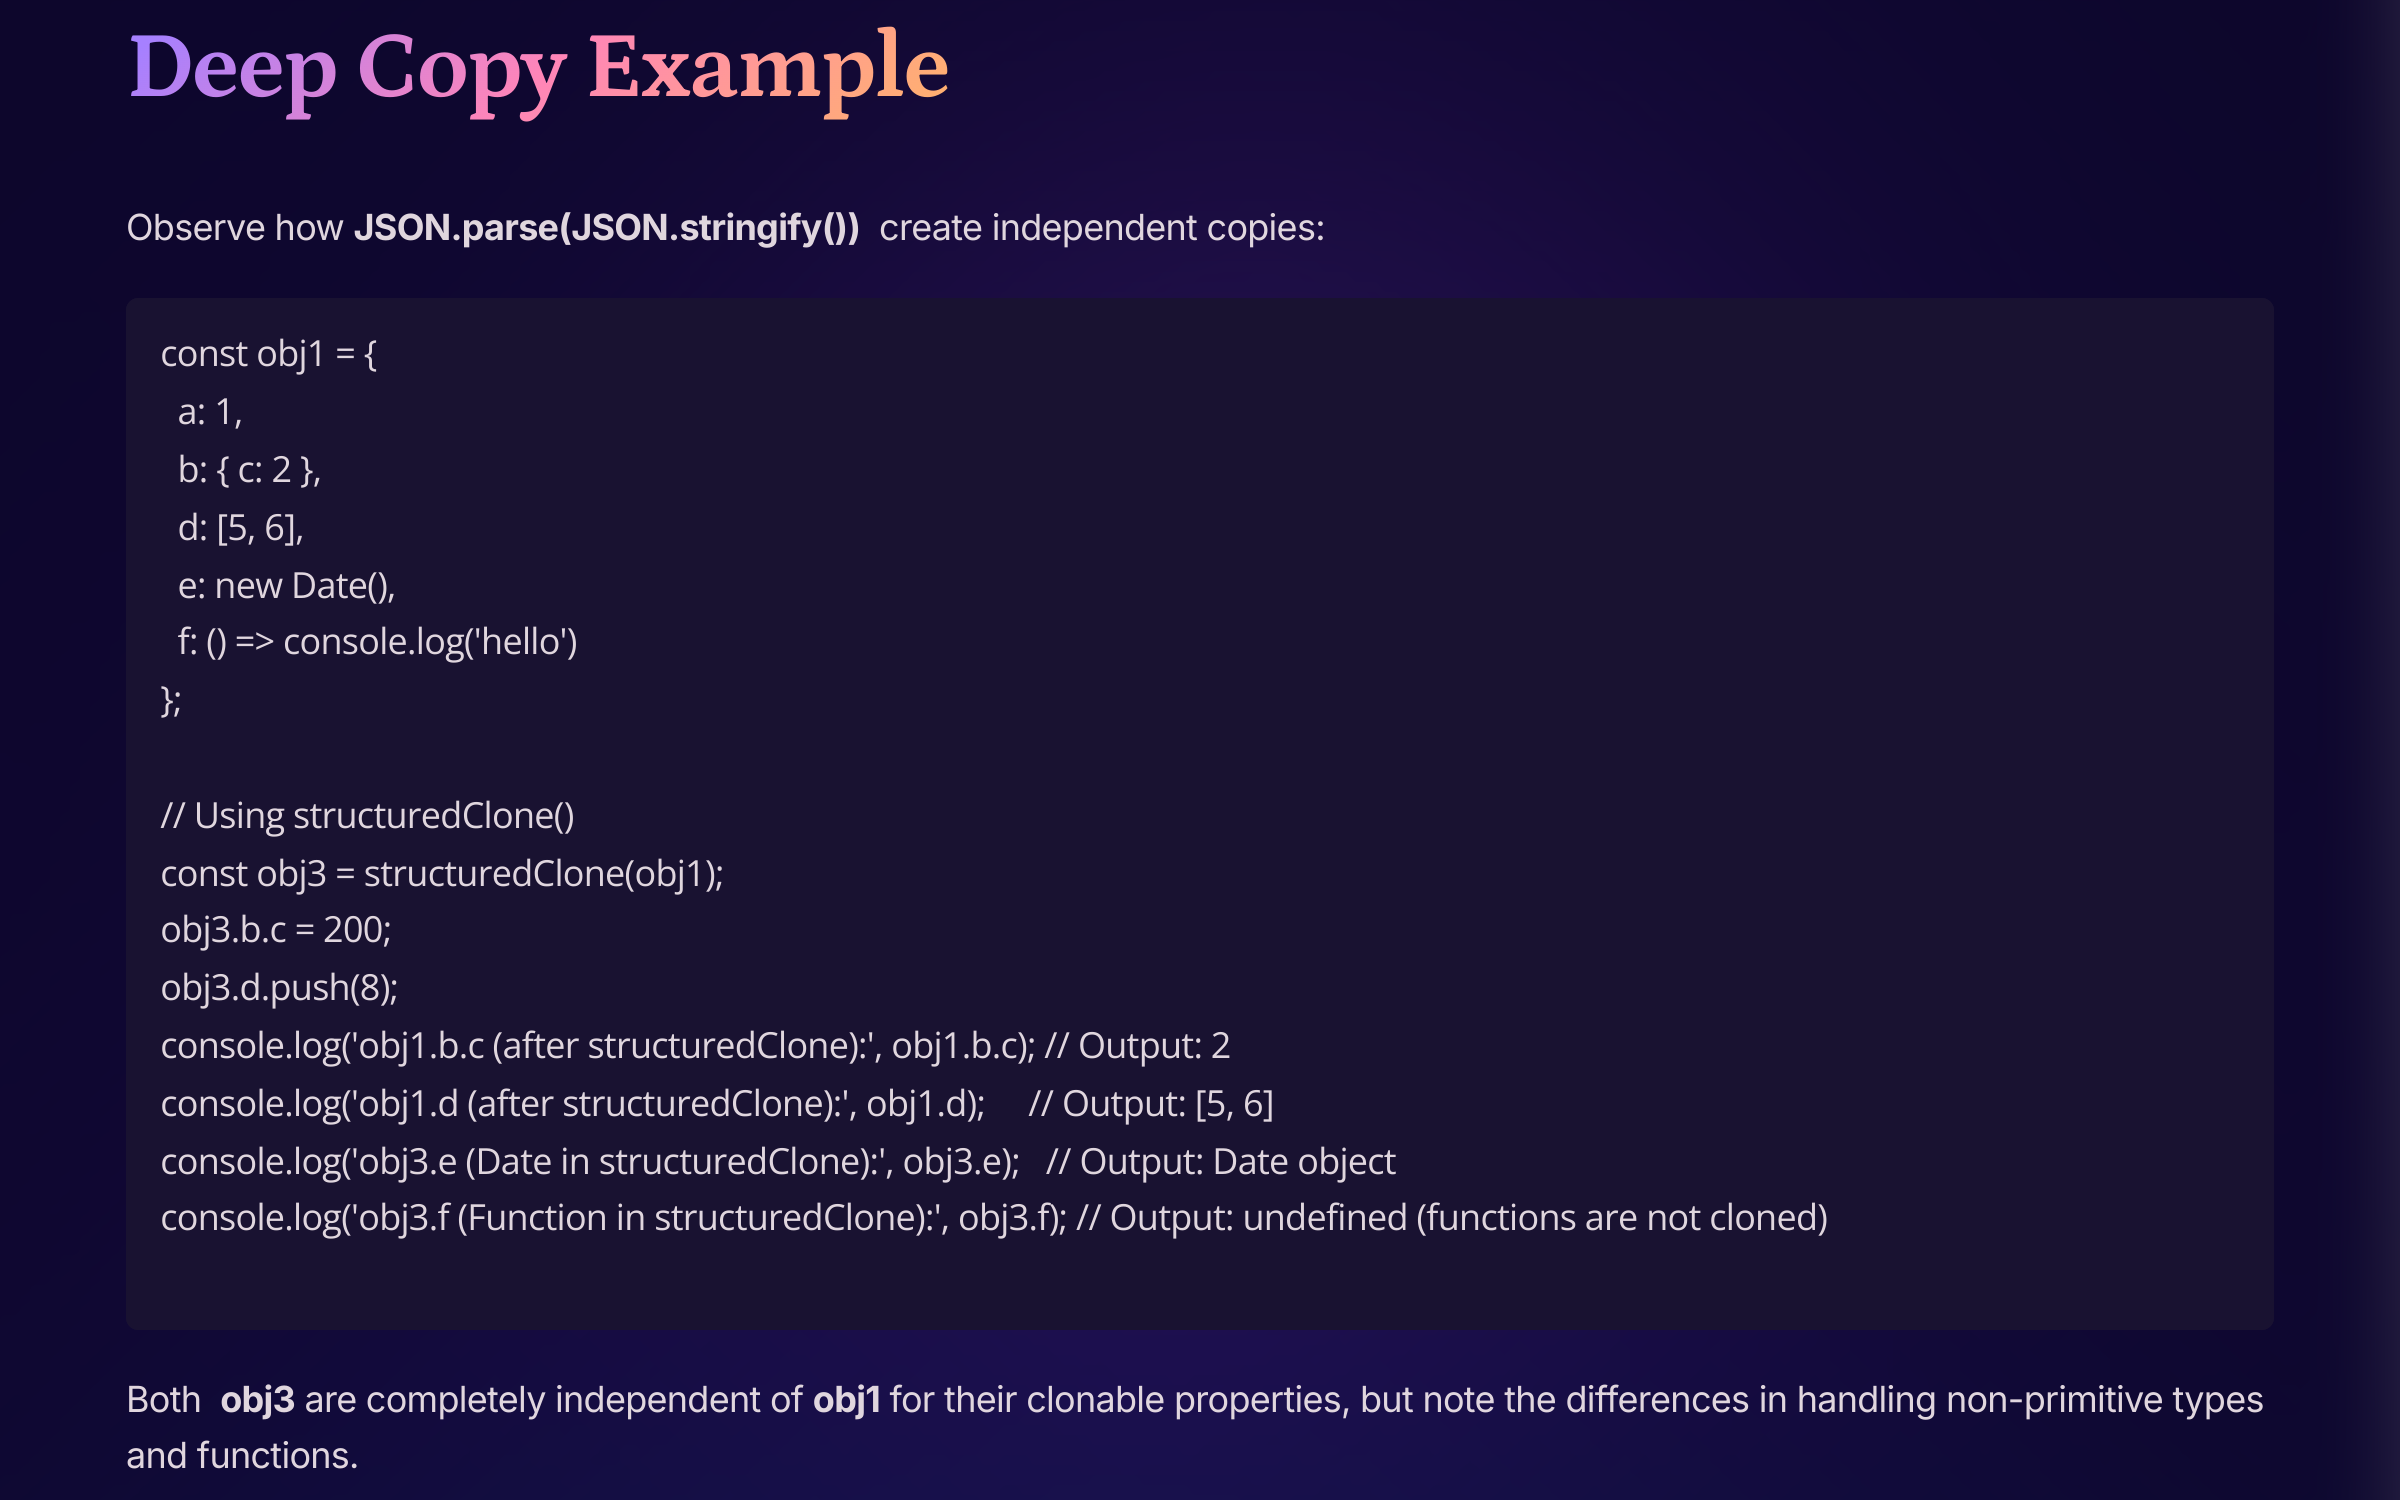 Deep Copy Example
Observe how JSON.parse(JSON.stringify())  create independent copies:
const obj1 = {
  a: 1,
  b: { c: 2 },
  d: [5, 6],
  e: new Date(),
  f: () => console.log('hello')
};
// Using structuredClone()
const obj3 = structuredClone(obj1);
obj3.b.c = 200;
obj3.d.push(8);
console.log('obj1.b.c (after structuredClone):', obj1.b.c); // Output: 2
console.log('obj1.d (after structuredClone):', obj1.d);     // Output: [5, 6]
console.log('obj3.e (Date in structuredClone):', obj3.e);   // Output: Date object
console.log('obj3.f (Function in structuredClone):', obj3.f); // Output: undefined (functions are not cloned)
Both  obj3 are completely independent of obj1 for their clonable properties, but note the differences in handling non-primitive types
and functions.